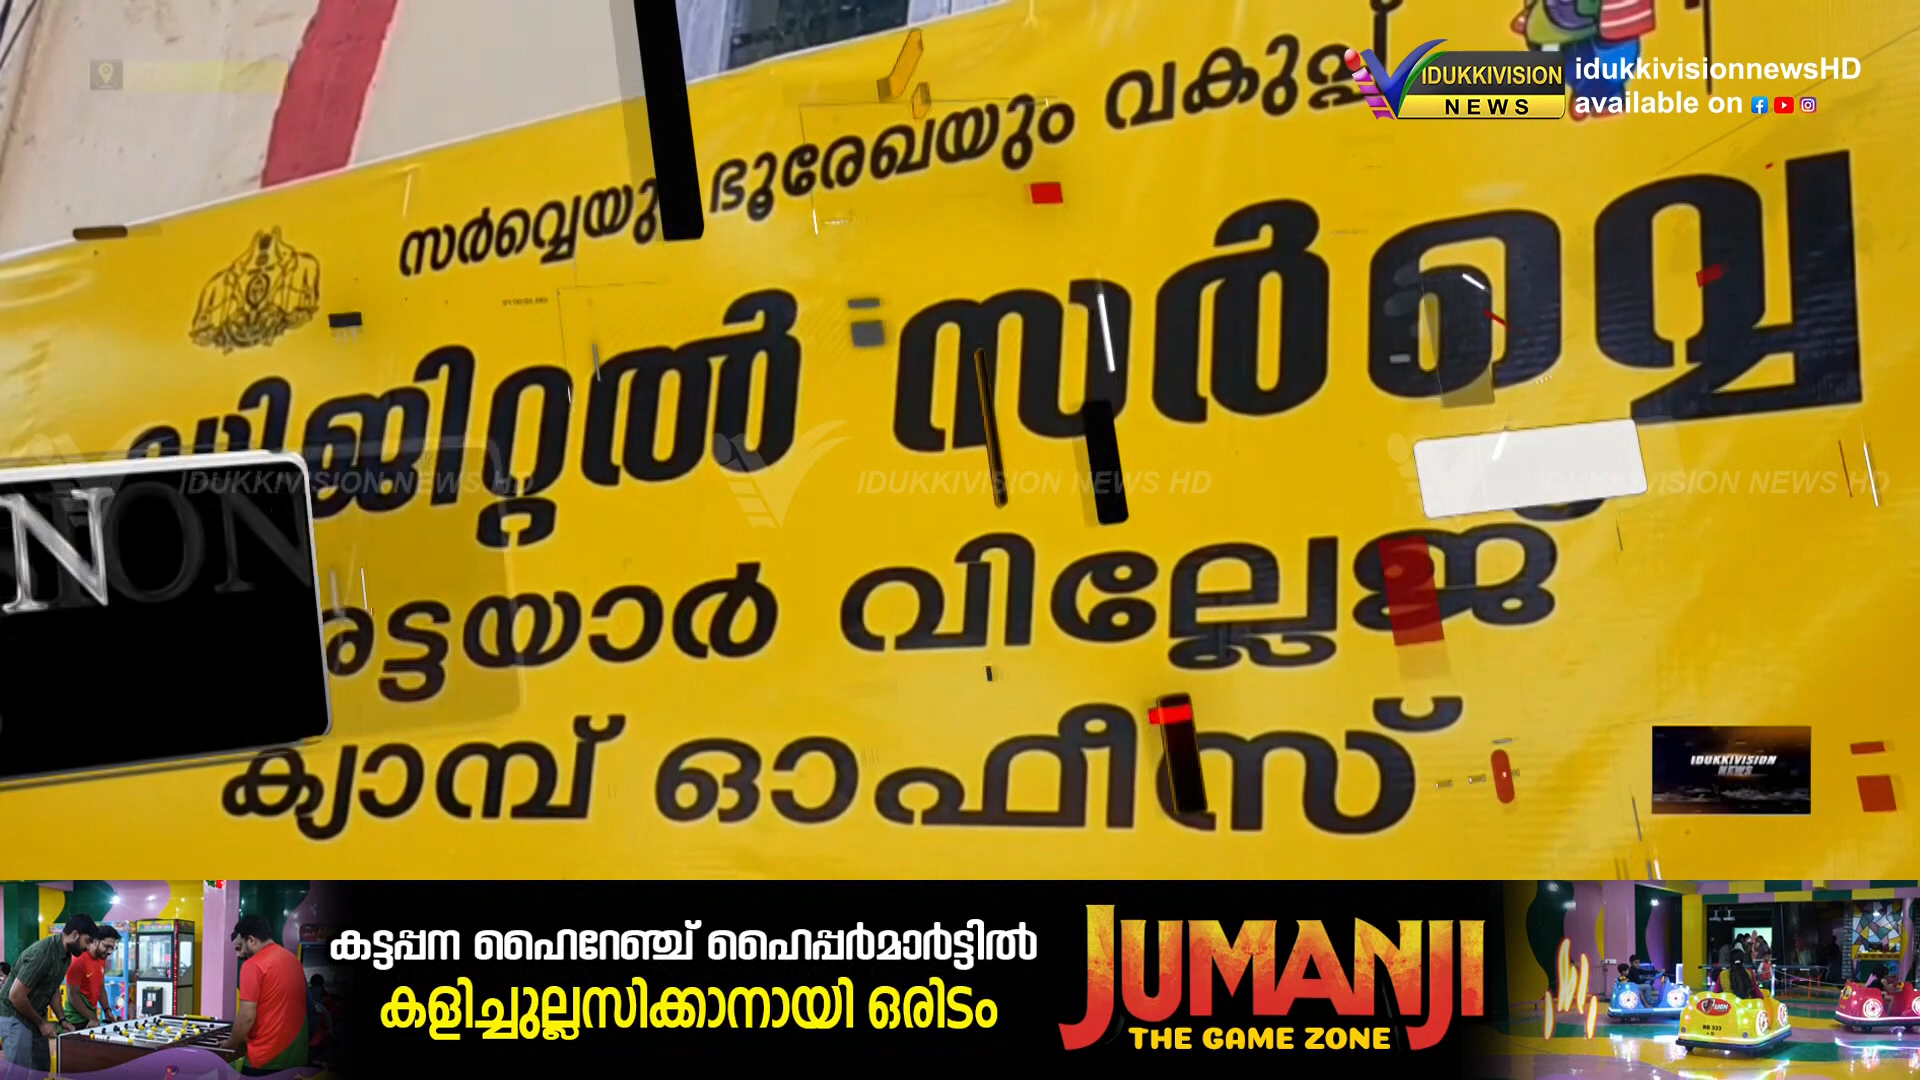 IDUKKIVISION
NEWS
idukkivisionnewsHD
available on
സർവ്വെയും ഭൂരേഖയും വകുപ്പ്
ഡിജിറ്റൽ സർവ്വെ
IDUKKIVISION NEWS HD
IDUKKIVISION NEWS HD
വില്ലേജ്
ക്യാമ്പ് ഓഫീസ്
IDUKKIVISION
NEWS
കട്ടപ്പന ഹൈറേഞ്ച് ഹൈപ്പർമാർട്ടിൽ
കളിച്ചുല്ലസിക്കാനായി ഒരിടം
JUMANJI
THE GAME ZONE